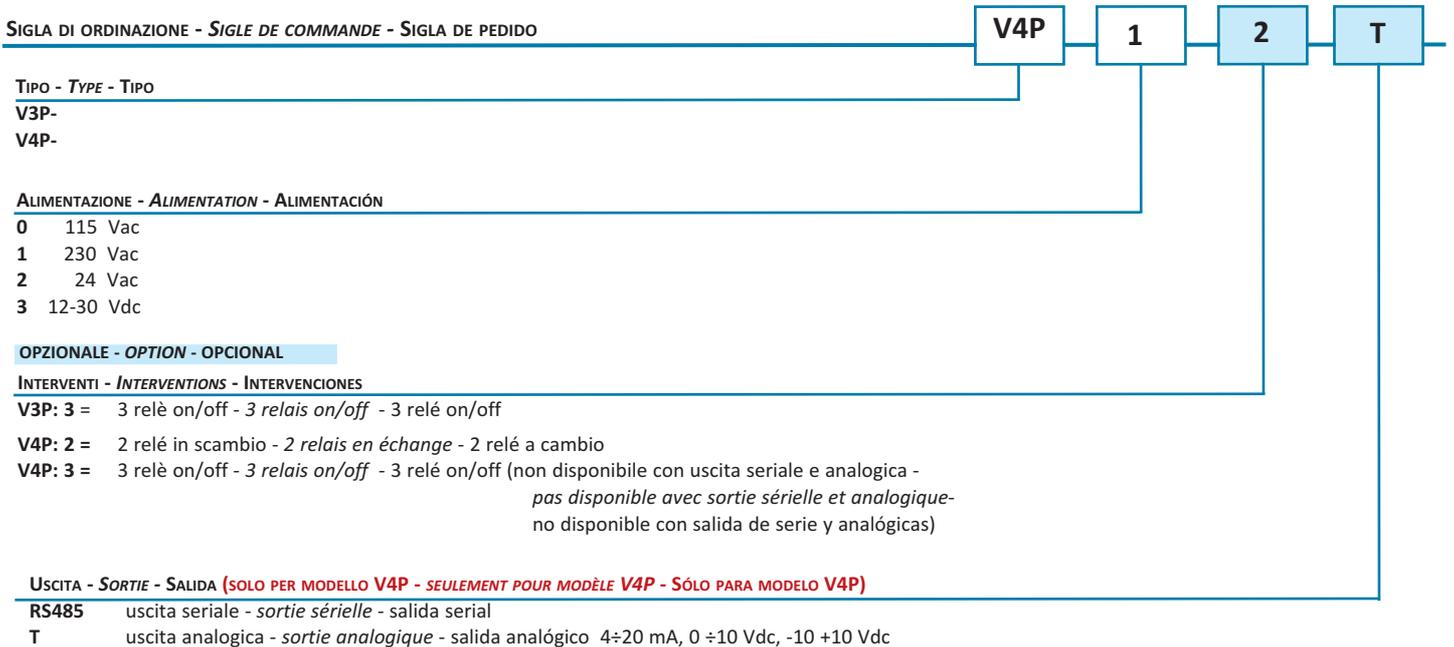 Sigla di ordinazione - Sigle de commande - Sigla de pedido V4P 1 2 T
Tipo - Type - Tipo
V3P-
V4P-
Alimentazione - Alimentation - Alimentación
0 115 Vac
1 230 Vac
2 24 Vac
3 12-30 Vdc
OPZIONALE - OPTION - OPCIONAL
Interventi - Interventions - Intervenciones
V3P: 3 = 3 relè on/off - 3 relais on/off - 3 relé on/off
V4P: 2 = 2 relé in scambio - 2 relais en échange - 2 relé a cambio
V4P: 3 = 3 relè on/off - 3 relais on/off - 3 relé on/off (non disponibile con uscita seriale e analogica -
pas disponible avec sortie sérielle et analogique-
no disponible con salida de serie y analógicas)
Uscita - Sortie - Salida (solo per modello V4P - seulement pour modèle V4P - Sólo para modelo V4P)
RS485 uscita seriale - sortie sérielle - salida serial
T uscita analogica - sortie analogique - salida analógico 4÷20 mA, 0 ÷10 Vdc, -10 +10 Vdc